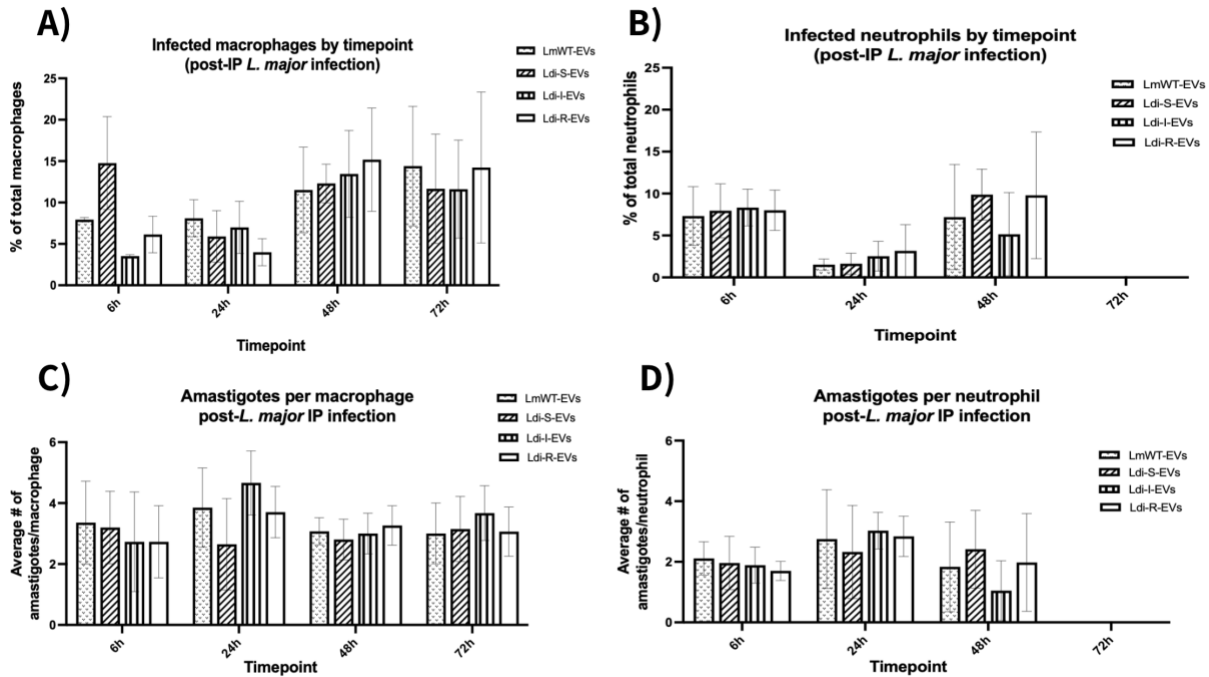 A)
Infected macrophages by timepoint
(post-IP L. major infection)
LmWT-EVs
Ldi-S-EVs
Ldi-I-EVs
Ldi-R-EVs
% of total macrophages
25
20
15
10
5
0
6h
24h
48h
72h
Timepoint
B)
Infected neutrophils by timepoint
(post-IP L. major infection)
LmWT-EVs
Ldi-S-EVs
Ldi-I-EVs
Ldi-R-EVs
% of total neutrophils
25
20
15
10
5
0
6h
24h
48h
72h
Timepoint
C)
Amastigotes per macrophage
post-L. major IP infection
LmWT-EVs
Ldi-S-EVs
Ldi-I-EVs
Ldi-R-EVs
Average # of
amastigotes/macrophage
6
4
2
0
6h
24h
48h
72h
Timepoint
D)
Amastigotes per neutrophil
post-L. major IP infection
LmWT-EVs
Ldi-S-EVs
Ldi-I-EVs
Ldi-R-EVs
Average # of
amastigotes/neutrophil
6
4
2
0
6h
24h
48h
72h
Timepoint